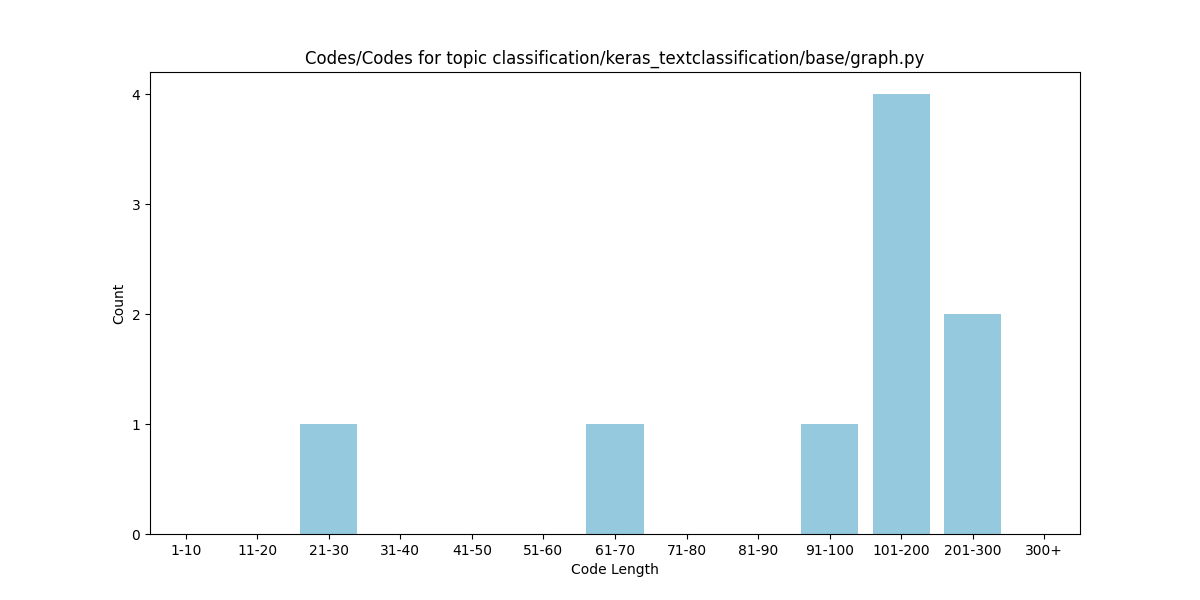 Codes/Codes for topic classification/keras_textclassification/base/graph.py
Count
4
3
2
1
0
1-10 11-20 21-30 31-40 41-50 51-60 61-70 71-80 81-90 91-100 101-200 201-300 300+
Code Length